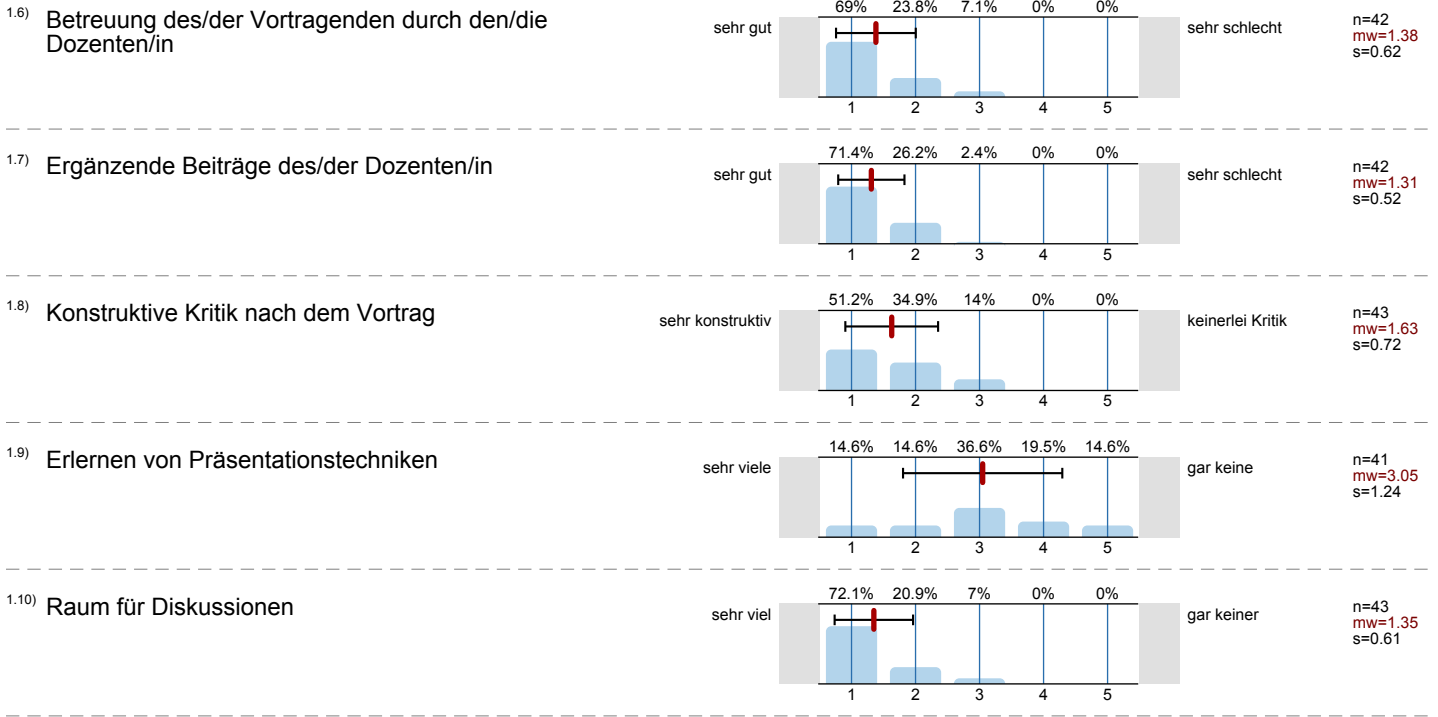 1.6) Betreuung des/der Vortragenden durch den/die
Dozenten/in
sehr gut
69% 23.8% 7.1% 0% 0%
1 2 3 4 5
sehr schlecht
n=42
mw=1.38
s=0.62
1.7) Ergänzende Beiträge des/der Dozenten/in
sehr gut
71.4% 26.2% 2.4% 0% 0%
1 2 3 4 5
sehr schlecht
n=42
mw=1.31
s=0.52
1.8) Konstruktive Kritik nach dem Vortrag
sehr konstruktiv
51.2% 34.9% 14% 0% 0%
1 2 3 4 5
keinerlei Kritik
n=43
mw=1.63
s=0.72
1.9) Erlernen von Präsentationstechniken
sehr viele
14.6% 14.6% 36.6% 19.5% 14.6%
1 2 3 4 5
gar keine
n=41
mw=3.05
s=1.24
1.10) Raum für Diskussionen
sehr viel
72.1% 20.9% 7% 0% 0%
1 2 3 4 5
gar keiner
n=43
mw=1.35
s=0.61